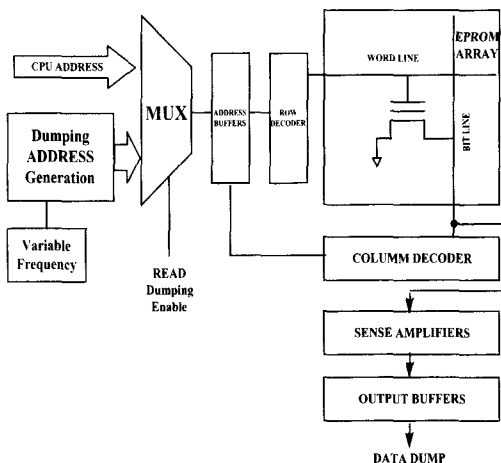 EPROM
ARRAY
WORD LINE
BIT LINE
CPU ADDRESS
MUX
ADDRESS
BUFFERS
ROW
DECODER
Dumping
ADDRESS
Generation
Variable
Frequency
READ
Dumping
Enable
COLUMM DECODER
SENSE AMPLIFIERS
OUTPUT BUFFERS
DATA DUMP